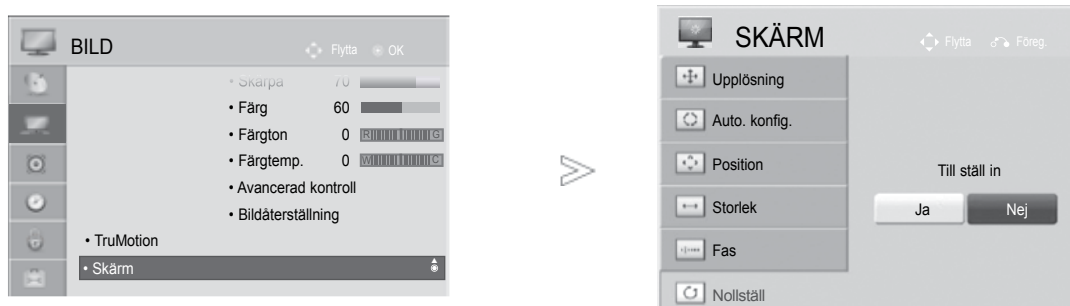 BILD
Flytta OK
• Skärpa 70
• Färg 60
• Färgton 0 R G
• Färgtemp. 0 W C
• Avancerad kontroll
• Bildåterställning
• TruMotion
• Skärm
SKÄRM
Flytta Föreg.
Upplösning
Auto. konfig.
Position
Storlek
Fas
Nollställ
Till ställ in
Ja Nej